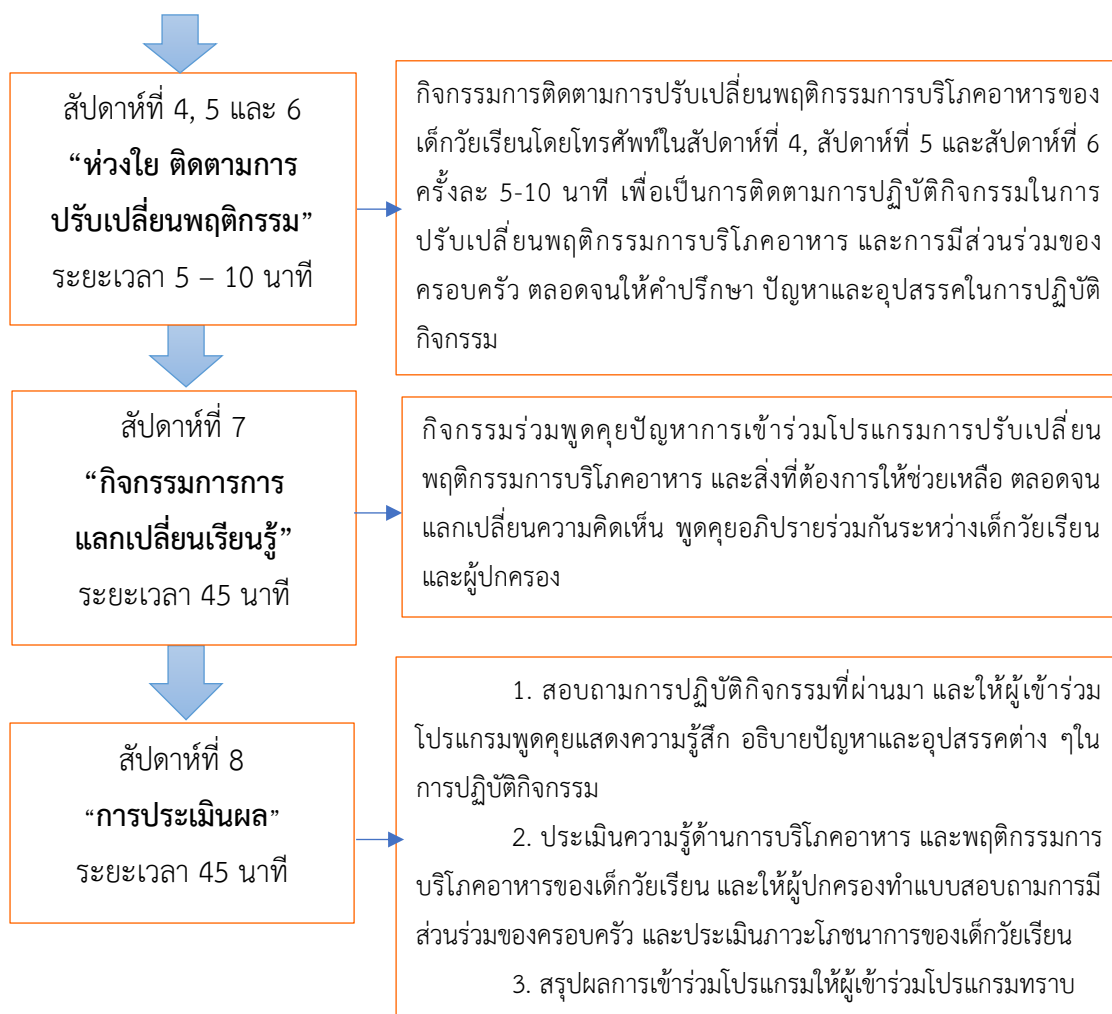 สัปดาห์ที่ 4, 5 และ 6
“ห่วงใย ติดตามการ
ปรับเปลี่ยนพฤติกรรม”
ระยะเวลา 5 – 10 นาที
กิจกรรมการติดตามการปรับเปลี่ยนพฤติกรรมการบริโภคอาหารของ
เด็กวัยเรียนโดยโทรศัพท์ในสัปดาห์ที่ 4, สัปดาห์ที่ 5 และสัปดาห์ที่ 6
ครั้งละ 5-10 นาที เพื่อเป็นการติดตามการปฏิบัติกิจกรรมในการ
ปรับเปลี่ยนพฤติกรรมการบริโภคอาหาร และการมีส่วนร่วมของ
ครอบครัว ตลอดจนให้คำปรึกษา ปัญหาและอุปสรรคในการปฏิบัติ
กิจกรรม
สัปดาห์ที่ 7
“กิจกรรมการการ
แลกเปลี่ยนเรียนรู้”
ระยะเวลา 45 นาที
กิจกรรมร่วมพูดคุยปัญหาการเข้าร่วมโปรแกรมการปรับเปลี่ยน
พฤติกรรมการบริโภคอาหาร และสิ่งที่ต้องการให้ช่วยเหลือ ตลอดจน
แลกเปลี่ยนความคิดเห็น พูดคุยอภิปรายร่วมกันระหว่างเด็กวัยเรียน
และผู้ปกครอง
สัปดาห์ที่ 8
“การประเมินผล”
ระยะเวลา 45 นาที
1. สอบถามการปฏิบัติกิจกรรมที่ผ่านมา และให้ผู้เข้าร่วม
โปรแกรมพูดคุยแสดงความรู้สึก อธิบายปัญหาและอุปสรรคต่าง ๆใน
การปฏิบัติกิจกรรม
2. ประเมินความรู้ด้านการบริโภคอาหาร และพฤติกรรมการ
บริโภคอาหารของเด็กวัยเรียน และให้ผู้ปกครองทำแบบสอบถามการมี
ส่วนร่วมของครอบครัว และประเมินภาวะโภชนาการของเด็กวัยเรียน
3. สรุปผลการเข้าร่วมโปรแกรมให้ผู้เข้าร่วมโปรแกรมทราบ